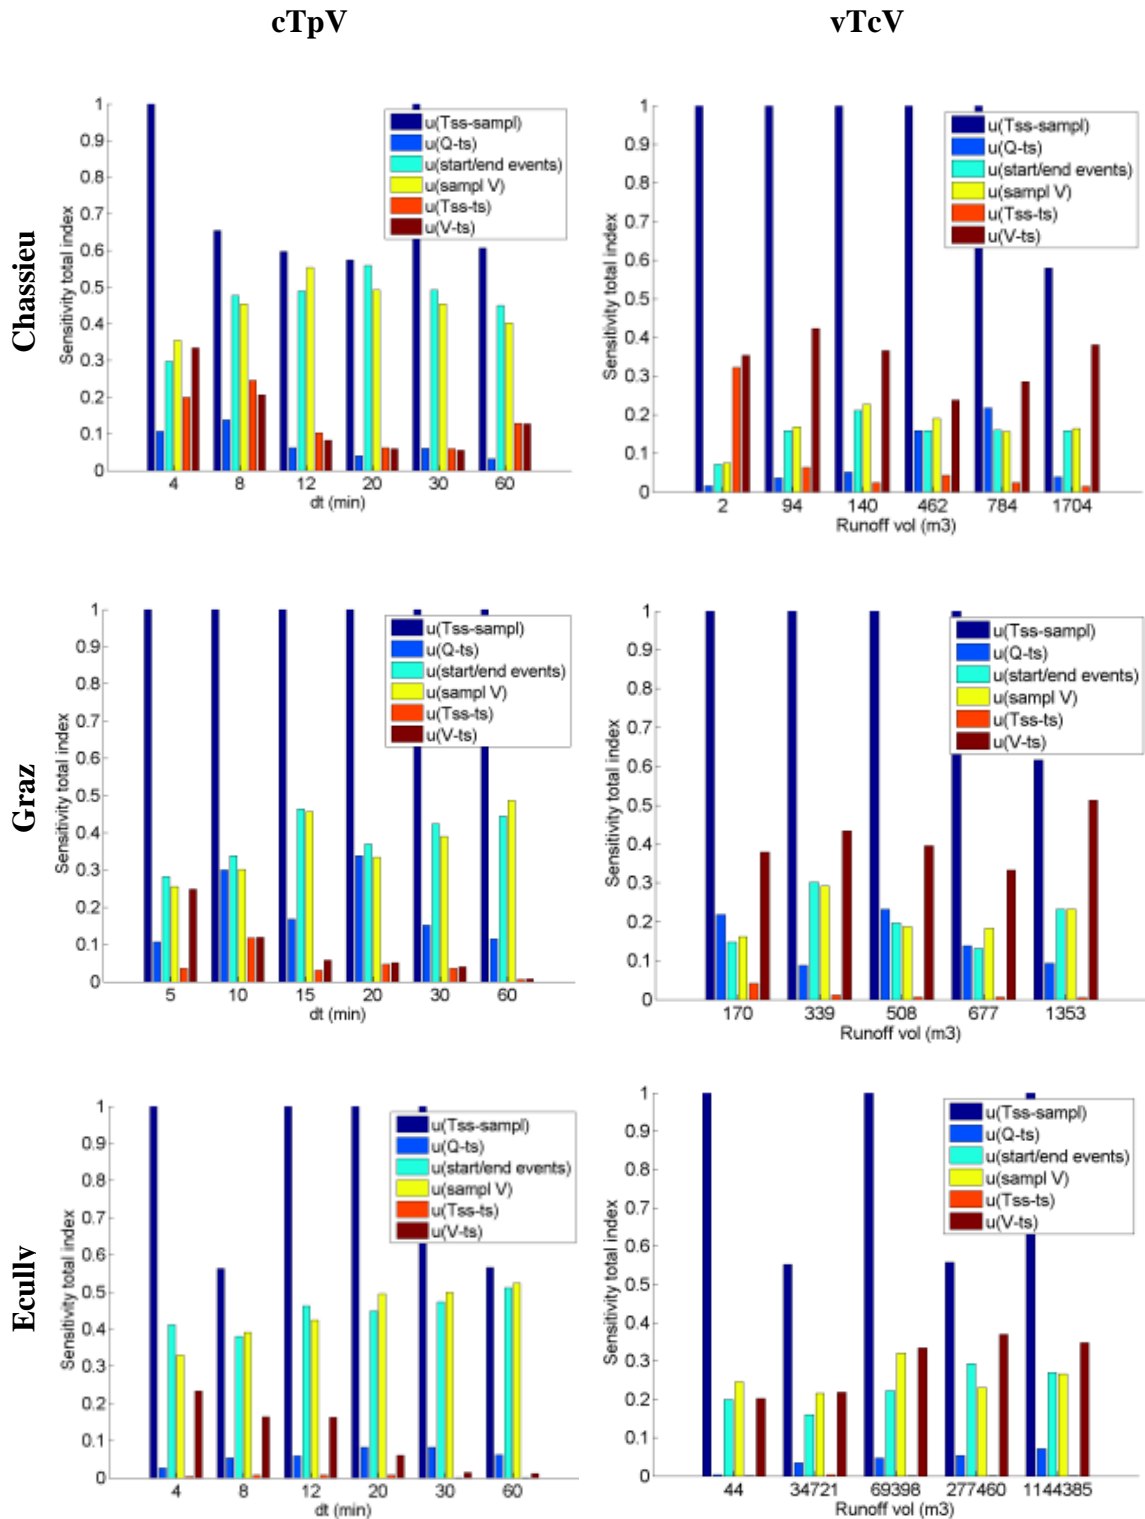 cTpV
vTcV
Chassieu
Sensitivity total index
1
0.9
0.8
0.7
0.6
0.5
0.4
0.3
0.2
0.1
0
u(Tss-sampl)
u(Q-ts)
u(start/end events)
u(sampl V)
u(Tss-ts)
u(V-ts)
4 8 12 20 30 60
dt (min)
Sensitivity total index
1
0.9
0.8
0.7
0.6
0.5
0.4
0.3
0.2
0.1
0
u(Tss-sampl)
u(Q-ts)
u(start/end events)
u(sampl V)
u(Tss-ts)
u(V-ts)
2 94 140 462 784 1704
Runoff vol (m3)
Graz
Sensitivity total index
1
0.9
0.8
0.7
0.6
0.5
0.4
0.3
0.2
0.1
0
u(Tss-sampl)
u(Q-ts)
u(start/end events)
u(sampl V)
u(Tss-ts)
u(V-ts)
5 10 15 20 30 60
dt (min)
Sensitivity total index
1
0.9
0.8
0.7
0.6
0.5
0.4
0.3
0.2
0.1
0
u(Tss-sampl)
u(Q-ts)
u(start/end events)
u(sampl V)
u(Tss-ts)
u(V-ts)
170 339 508 677 1353
Runoff vol (m3)
Ecully
Sensitivity total index
1
0.9
0.8
0.7
0.6
0.5
0.4
0.3
0.2
0.1
0
u(Tss-sampl)
u(Q-ts)
u(start/end events)
u(sampl V)
u(Tss-ts)
u(V-ts)
4 8 12 20 30 60
dt (min)
Sensitivity total index
1
0.9
0.8
0.7
0.6
0.5
0.4
0.3
0.2
0.1
0
u(Tss-sampl)
u(Q-ts)
u(start/end events)
u(sampl V)
u(Tss-ts)
u(V-ts)
44 34721 69398 277460 1144385
Runoff vol (m3)